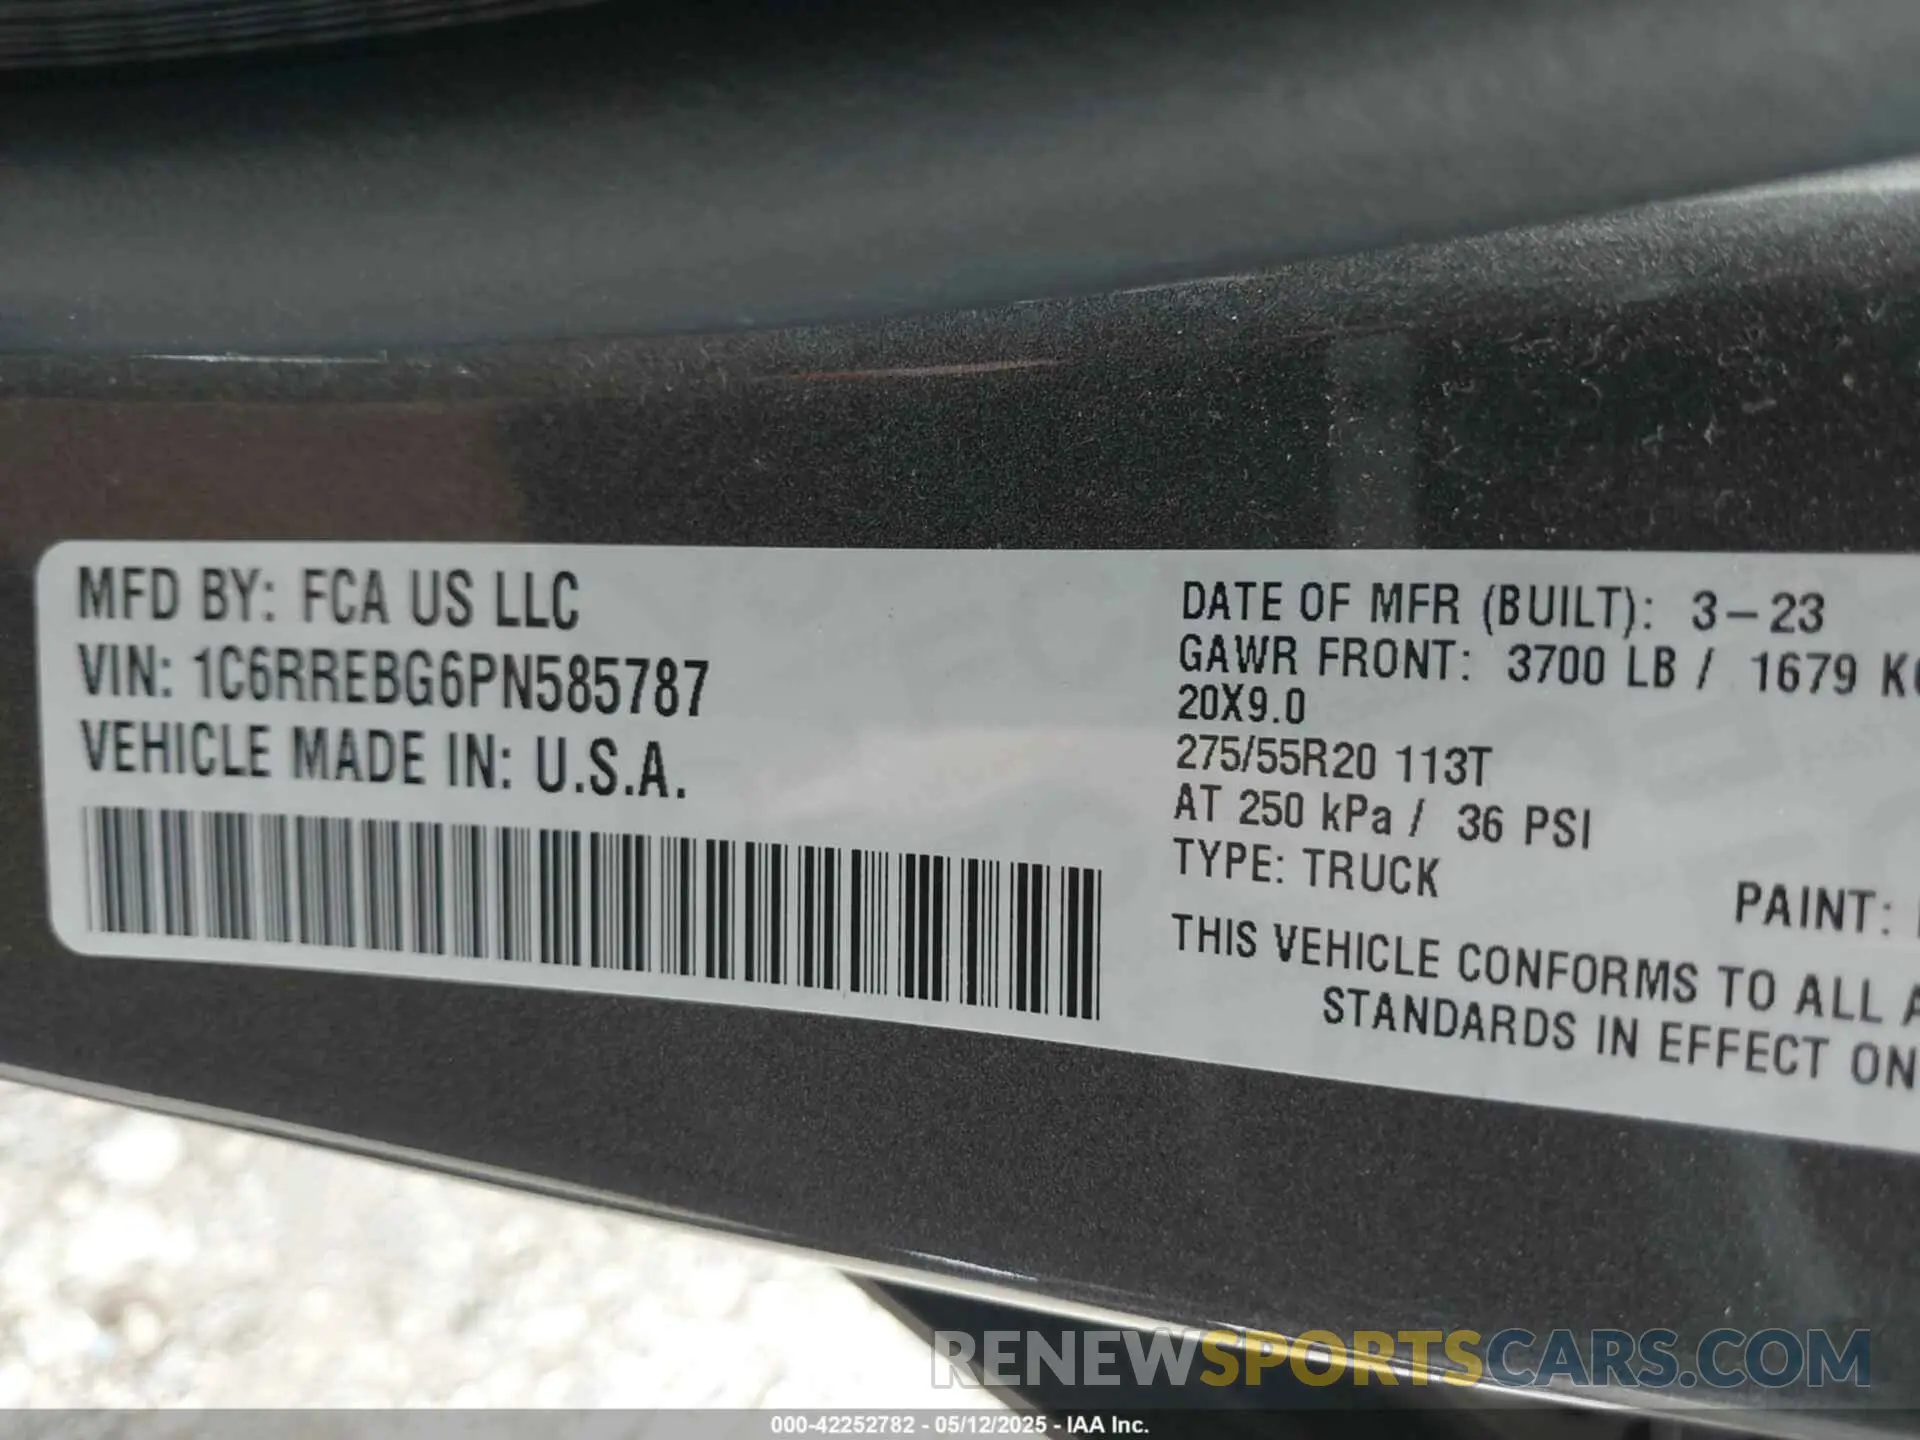 MFD BY: FCA US LLC
VIN: 1C6RREBG6PN585787
VEHICLE MADE IN: U.S.A.
DATE OF MFR (BUILT): 3-23
GAWR FRONT: 3700 LB / 1679 KG
20X9.0
275/55R20 113T
AT 250 kPa / 36 PSI
TYPE: TRUCK
PAINT:
THIS VEHICLE CONFORMS TO ALL
STANDARDS IN EFFECT ON
RENEWSPORTSCARS.COM
000-42252782 - 05/12/2025 - IAA Inc.